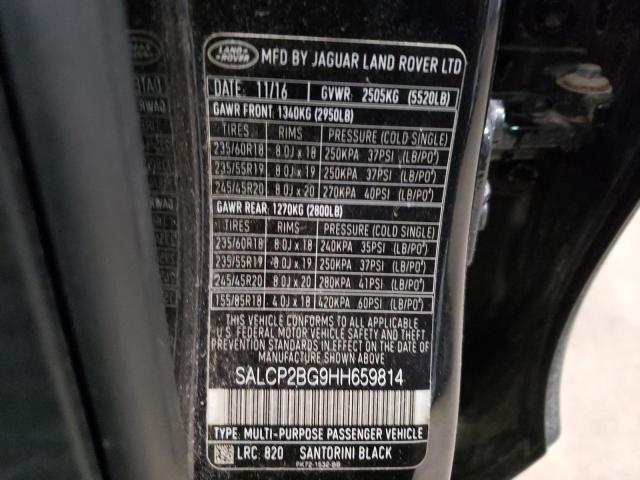 LAND ROVER MFD BY JAGUAR LAND ROVER LTD
DATE: 11/16 GVWR: 2505KG (5520LB)
GAWR FRONT: 1340KG (2950LB)
TIRES RIMS PRESSURE (COLD SINGLE)
235/60R18 8.0J x 18 250KPA 37PSI (LB/PO²)
235/55R19 8.0J x 19 250KPA 37PSI (LB/PO²)
245/45R20 8.0J x 20 270KPA 40PSI (LB/PO²)
GAWR REAR: 1270KG (2800LB)
TIRES RIMS PRESSURE (COLD SINGLE)
235/60R18 8.0J x 18 240KPA 35PSI (LB/PO²)
235/55R19 8.0J x 19 250KPA 37PSI (LB/PO²)
245/45R20 8.0J x 20 280KPA 41PSI (LB/PO²)
155/85R18 4.0J x 18 420KPA 60PSI (LB/PO²)
THIS VEHICLE CONFORMS TO ALL APPLICABLE
U.S. FEDERAL MOTOR VEHICLE SAFETY AND THEFT
PREVENTION STANDARDS IN EFFECT ON THE DATE
OF MANUFACTURE SHOWN ABOVE
SALCP2BG9HH659814
TYPE: MULTI-PURPOSE PASSENGER VEHICLE
LRC: 820 SANTORINI BLACK
PK72-1532-BB